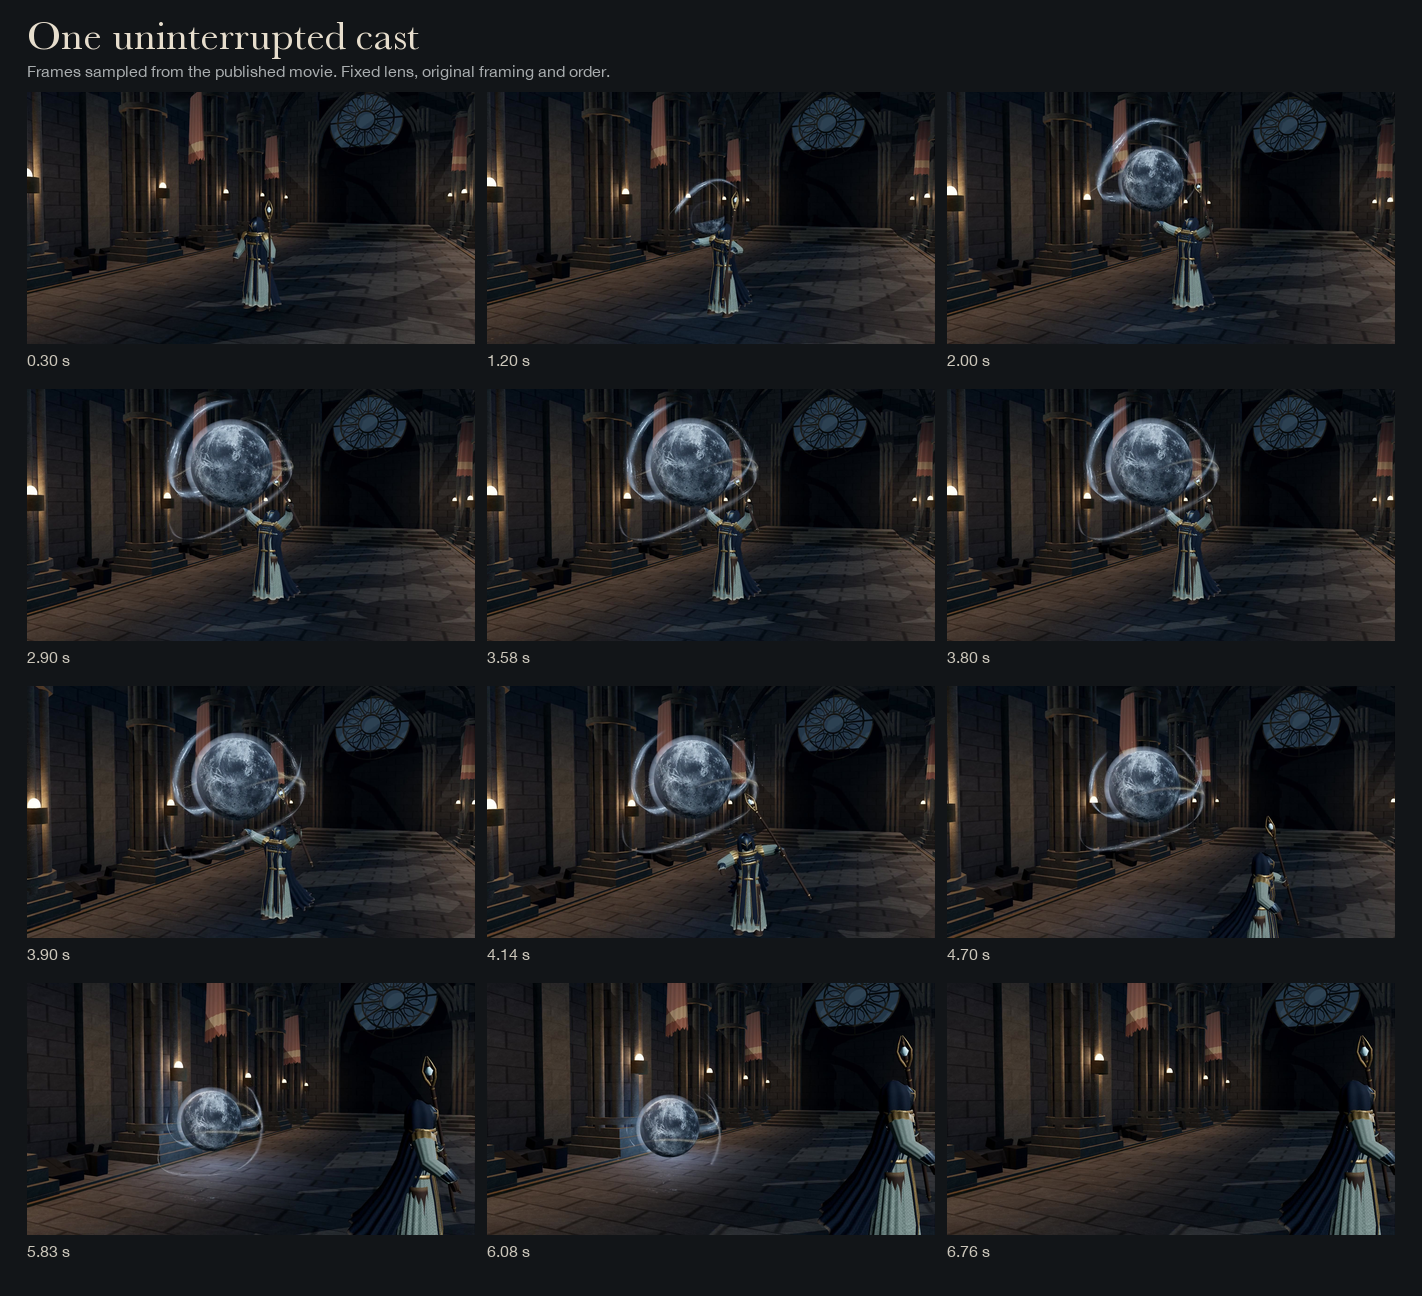 One uninterrupted cast
Frames sampled from the published movie. Fixed lens, original framing and order.
0.30 s
1.20 s
2.00 s
2.90 s
3.58 s
3.80 s
3.90 s
4.14 s
4.70 s
5.83 s
6.08 s
6.76 s